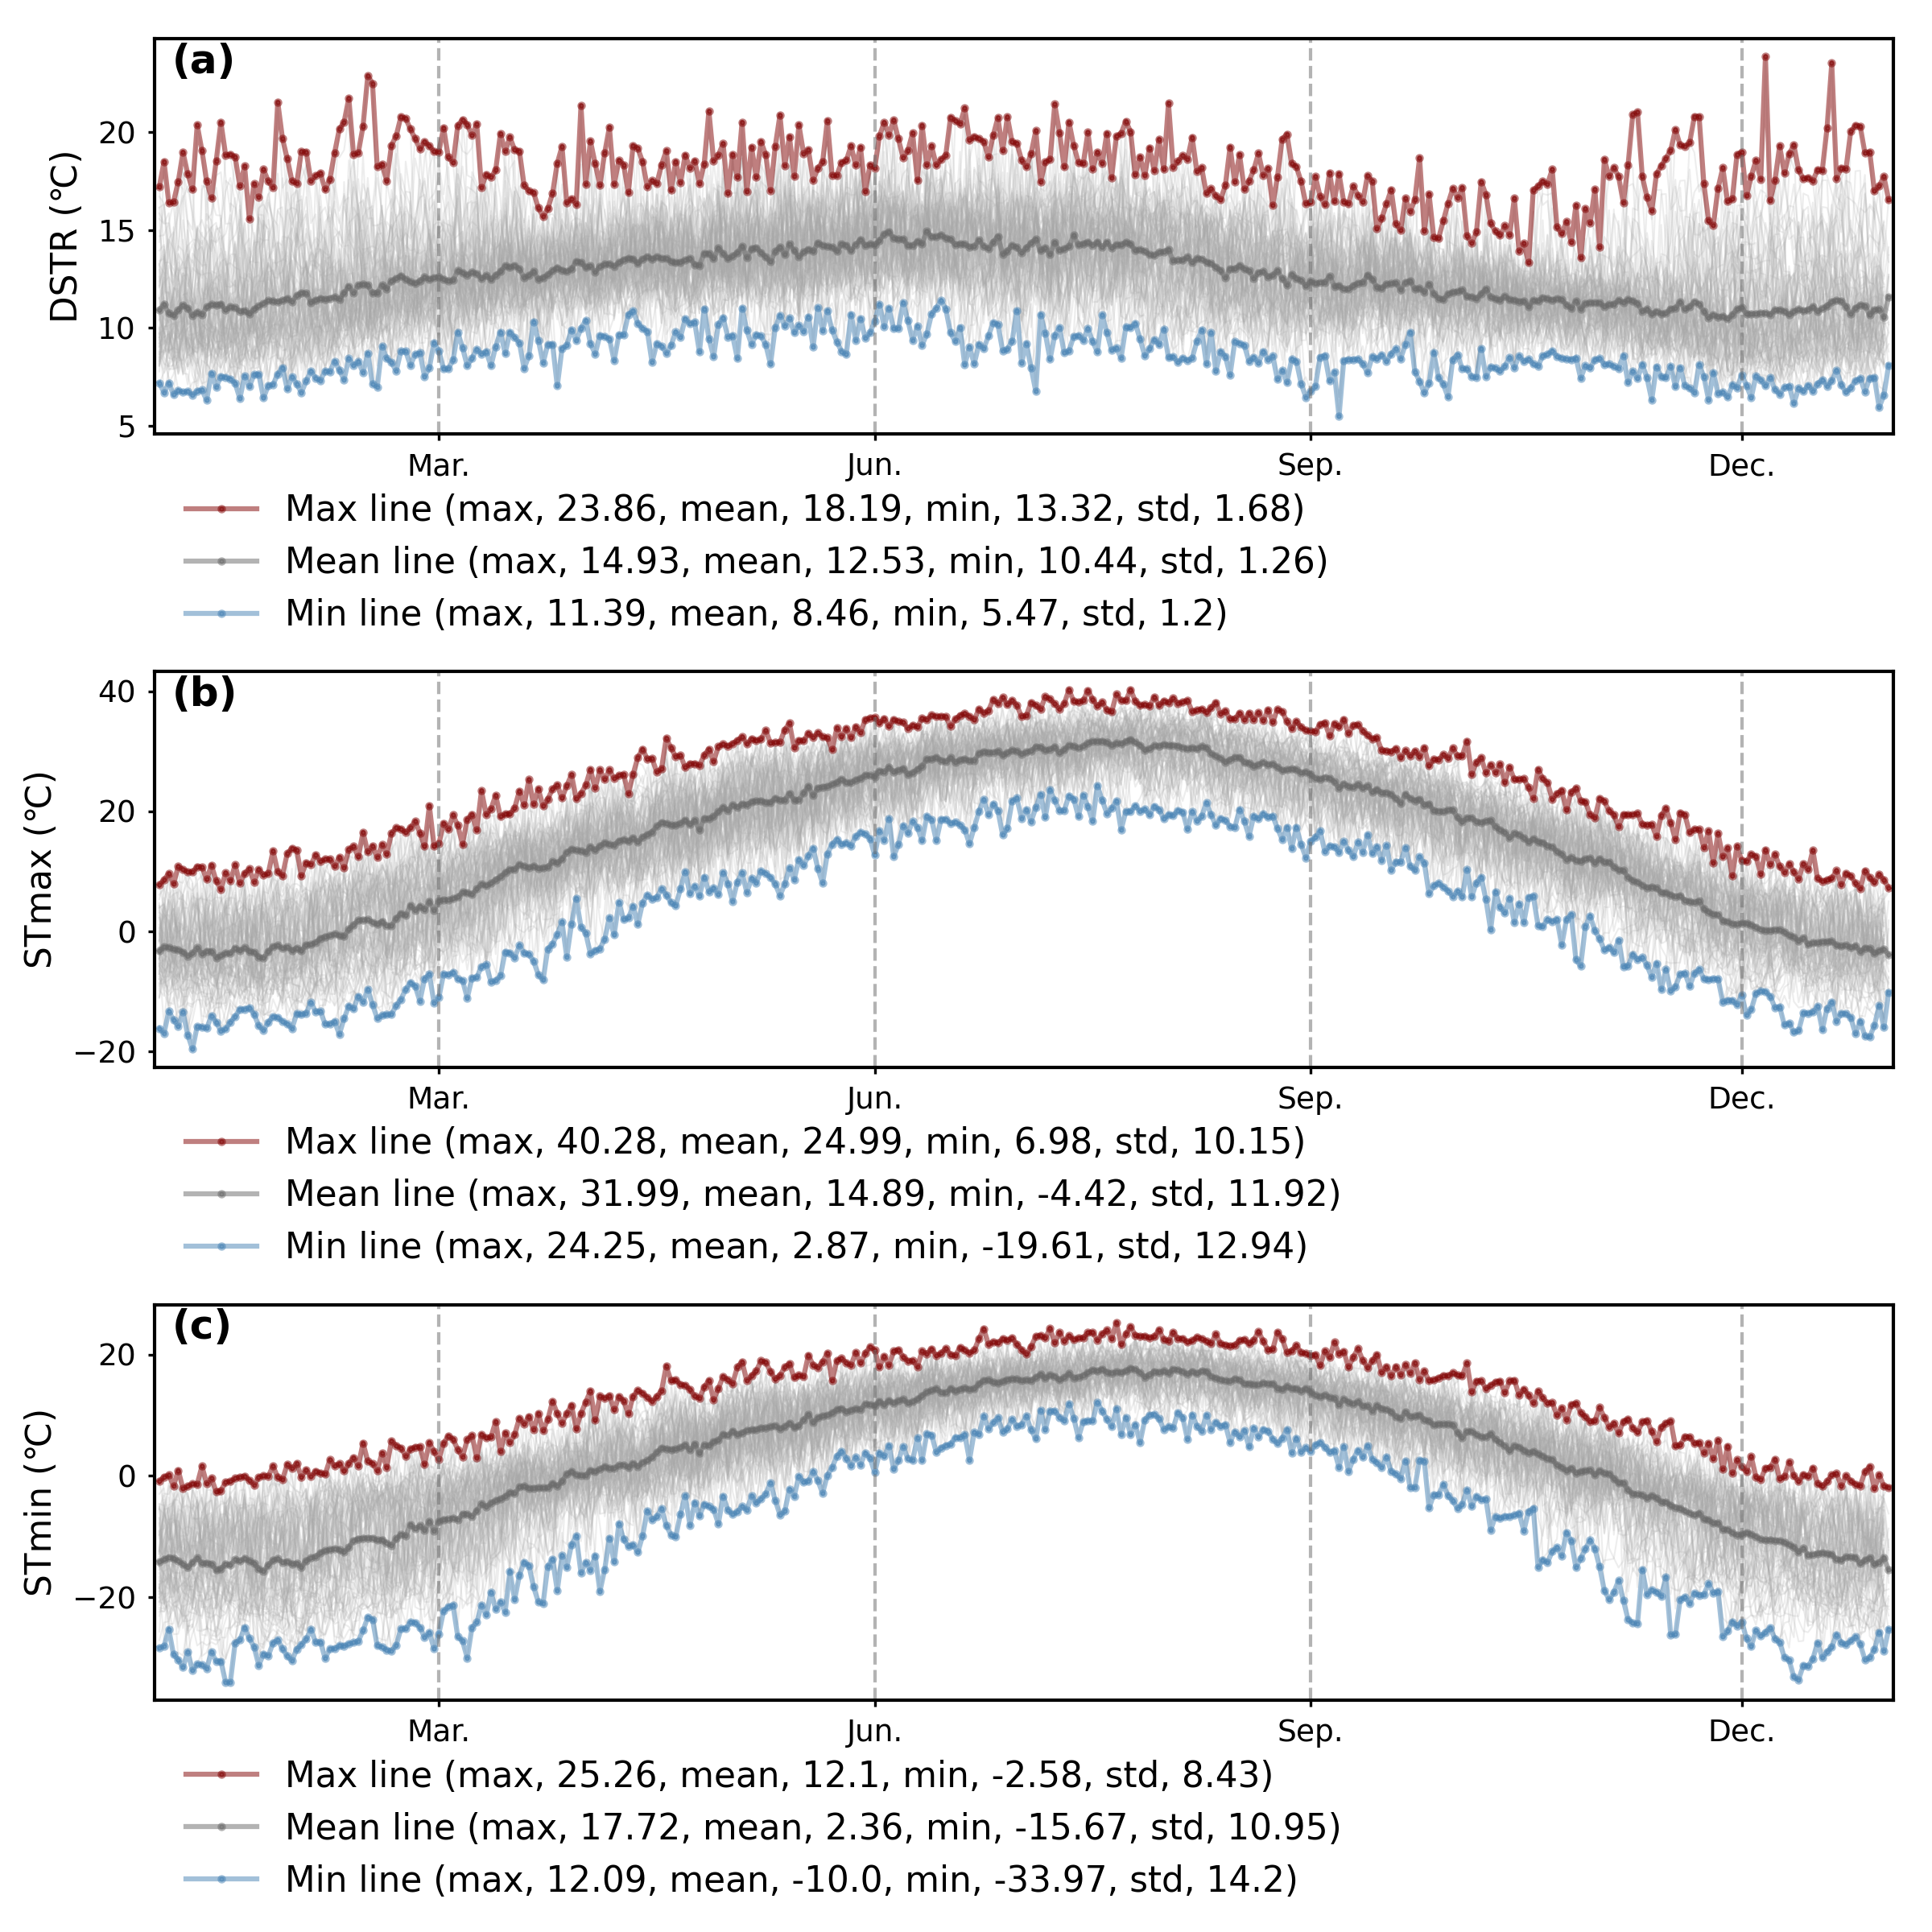 (a)
DSTR (°C)
20
15
10
5
Mar. Jun. Sep. Dec.
Max line (max, 23.86, mean, 18.19, min, 13.32, std, 1.68)
Mean line (max, 14.93, mean, 12.53, min, 10.44, std, 1.26)
Min line (max, 11.39, mean, 8.46, min, 5.47, std, 1.2)
(b)
STmax (°C)
40
20
0
−20
Mar. Jun. Sep. Dec.
Max line (max, 40.28, mean, 24.99, min, 6.98, std, 10.15)
Mean line (max, 31.99, mean, 14.89, min, -4.42, std, 11.92)
Min line (max, 24.25, mean, 2.87, min, -19.61, std, 12.94)
(c)
STmin (°C)
20
0
−20
Mar. Jun. Sep. Dec.
Max line (max, 25.26, mean, 12.1, min, -2.58, std, 8.43)
Mean line (max, 17.72, mean, 2.36, min, -15.67, std, 10.95)
Min line (max, 12.09, mean, -10.0, min, -33.97, std, 14.2)